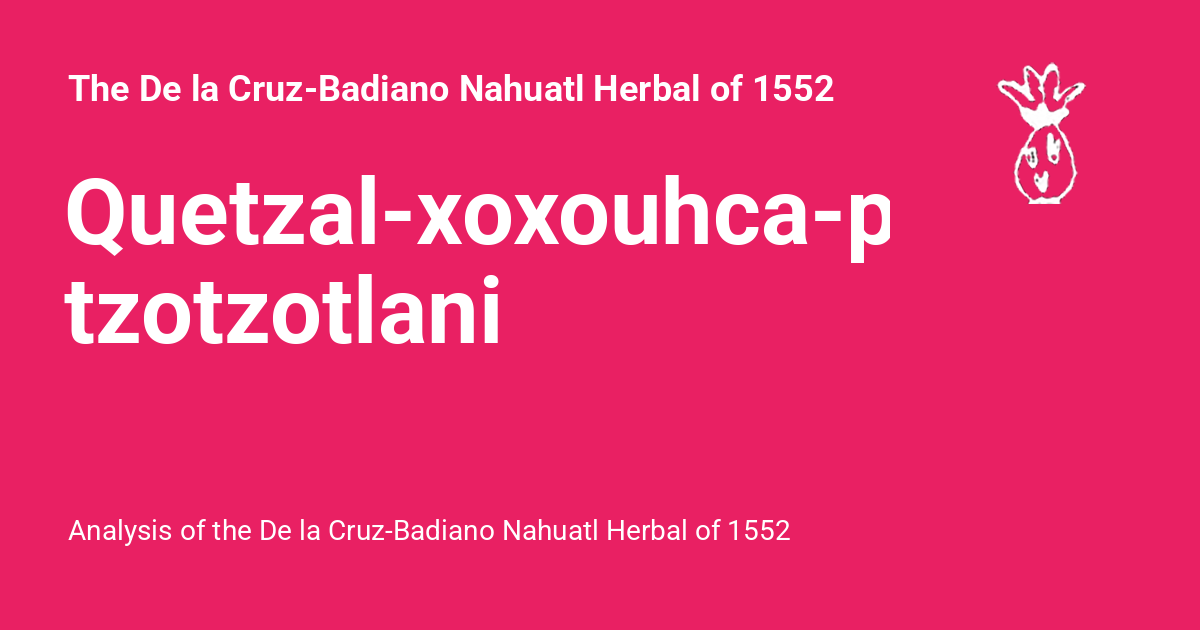 The De la Cruz-Badiano Nahuatl Herbal of 1552
Quetzal-xoxouhca-p
tzotzotlani
Analysis of the De la Cruz-Badiano Nahuatl Herbal of 1552